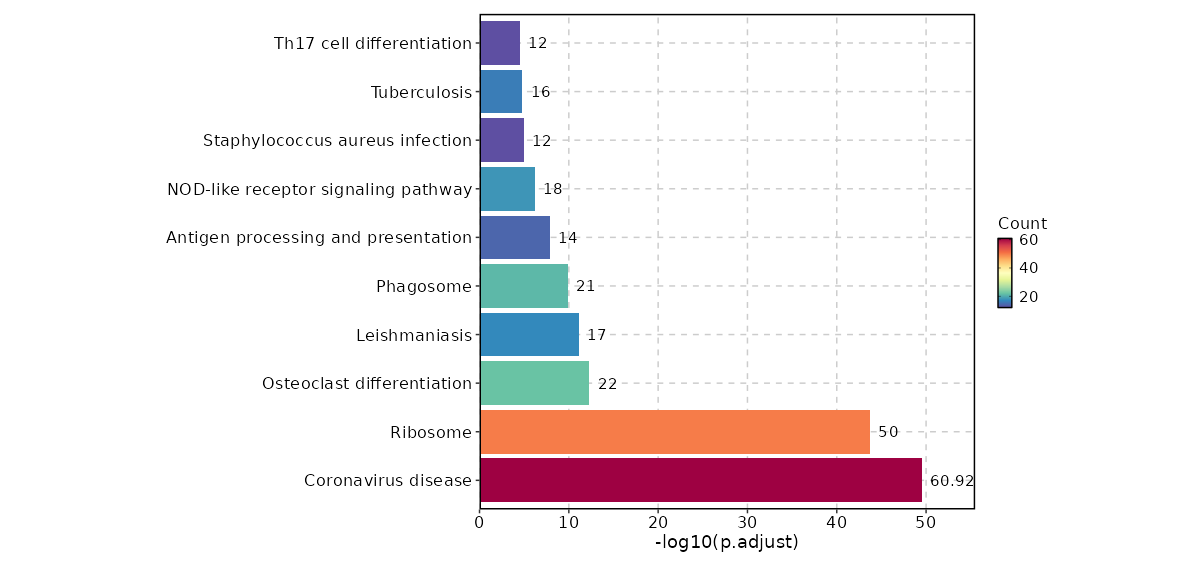 Th17 cell differentiation 12
Tuberculosis 16
Staphylococcus aureus infection 12
NOD-like receptor signaling pathway 18
Antigen processing and presentation 14
Phagosome 21
Leishmaniasis 17
Osteoclast differentiation 22
Ribosome 50
Coronavirus disease 60.92
0 10 20 30 40 50
-log10(p.adjust)
Count
60
40
20